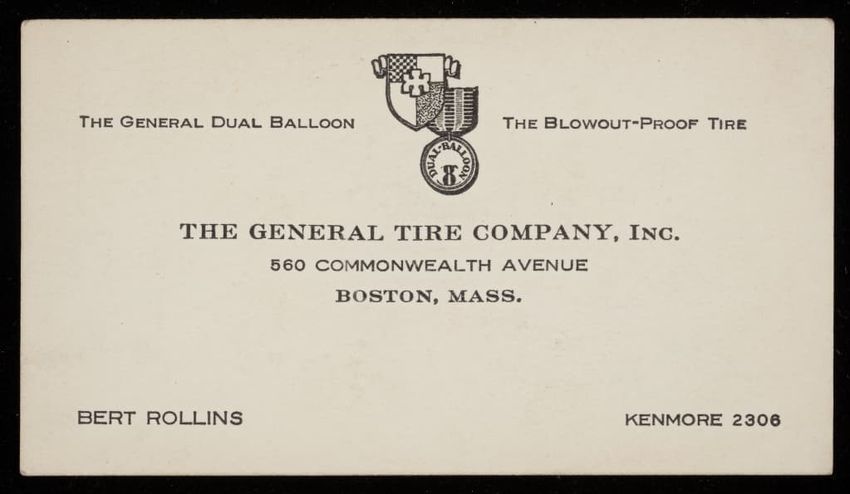 The General Dual Balloon
The Blowout-Proof Tire
DUAL-BALLOON
8
THE GENERAL TIRE COMPANY, Inc.
560 COMMONWEALTH AVENUE
BOSTON, MASS.
BERT ROLLINS
KENMORE 2306